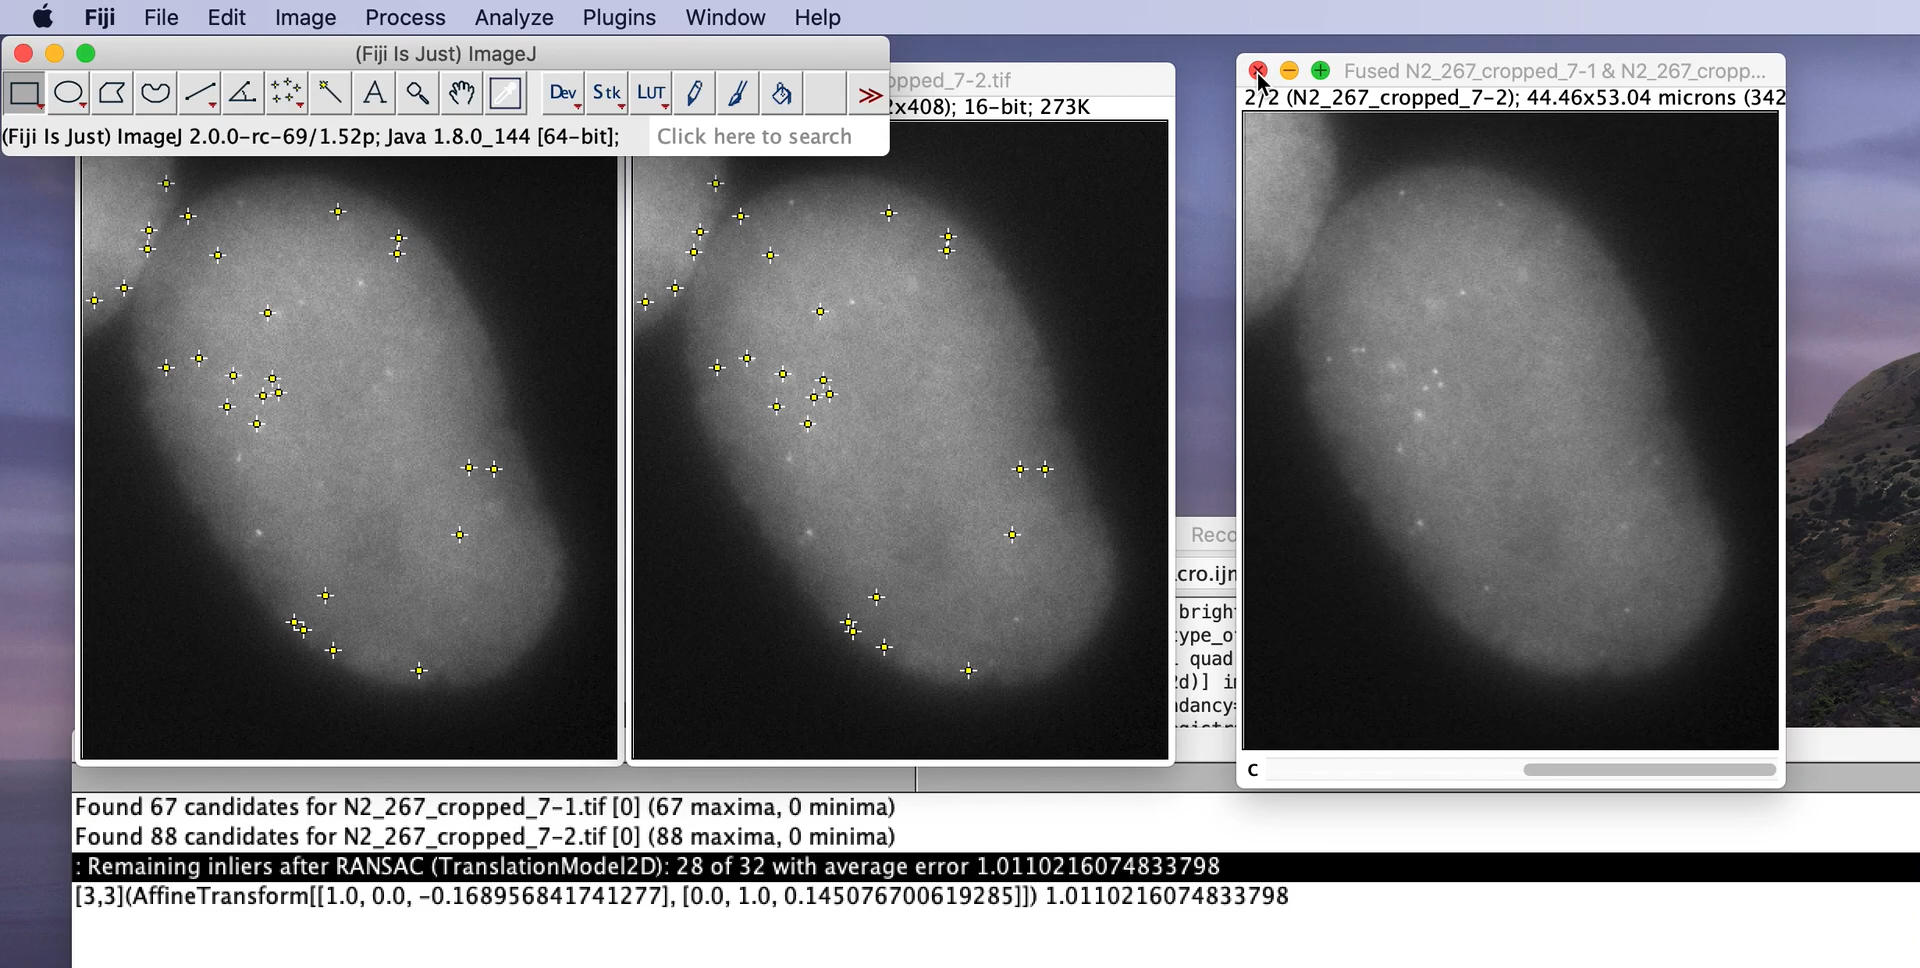 Fiji File Edit Image Process Analyze Plugins Window Help
(Fiji Is Just) ImageJ
Dev Stk LUT
>>
(Fiji Is Just) ImageJ 2.0.0-rc-69/1.52p; Java 1.8.0_144 [64-bit];
Click here to search
opped_7-2.tif
2x408); 16-bit; 273K
Fused N2_267_cropped_7-1 & N2_267_cropp...
2/2 (N2_267_cropped_7-2); 44.46x53.04 microns (342
C
Reco
cro.ijn
brigh
type_o
quad
2d)] i
ndancy=
Found 67 candidates for N2_267_cropped_7-1.tif [0] (67 maxima, 0 minima)
Found 88 candidates for N2_267_cropped_7-2.tif [0] (88 maxima, 0 minima)
: Remaining inliers after RANSAC (TranslationModel2D): 28 of 32 with average error 1.0110216074833798
[3,3](AffineTransform[[1.0, 0.0, -0.168956841741277], [0.0, 1.0, 0.145076700619285]]) 1.0110216074833798